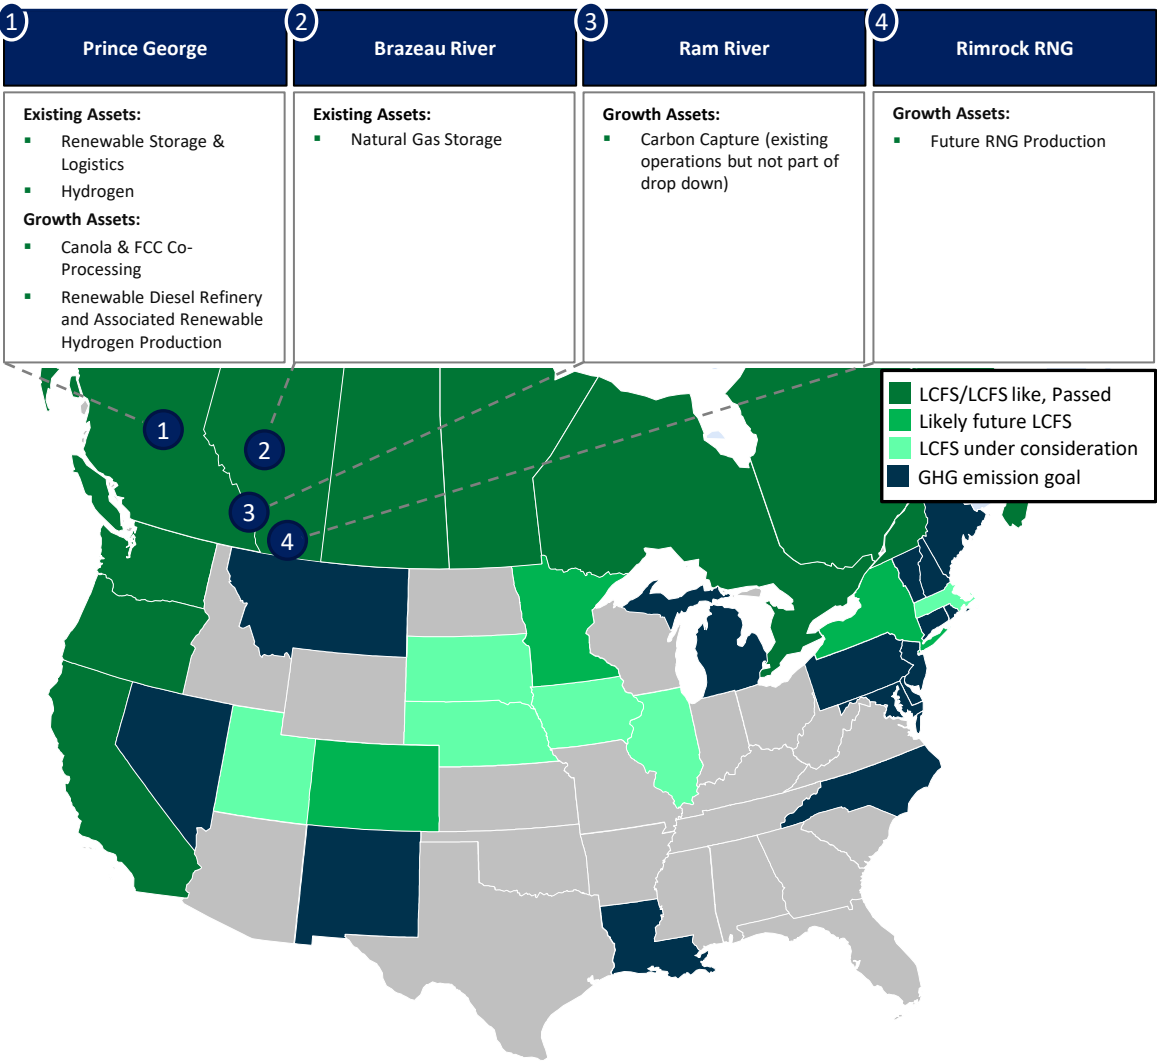 1
Prince George
2
Brazeau River
3
Ram River
4
Rimrock RNG
Existing Assets:
▪ Renewable Storage &
Logistics
▪ Hydrogen
Growth Assets:
▪ Canola & FCC Co-
Processing
▪ Renewable Diesel Refinery
and Associated Renewable
Hydrogen Production
Existing Assets:
▪ Natural Gas Storage
Growth Assets:
▪ Carbon Capture (existing
operations but not part of
drop down)
Growth Assets:
▪ Future RNG Production
LCFS/LCFS like, Passed
Likely future LCFS
LCFS under consideration
GHG emission goal
1
2
3
4